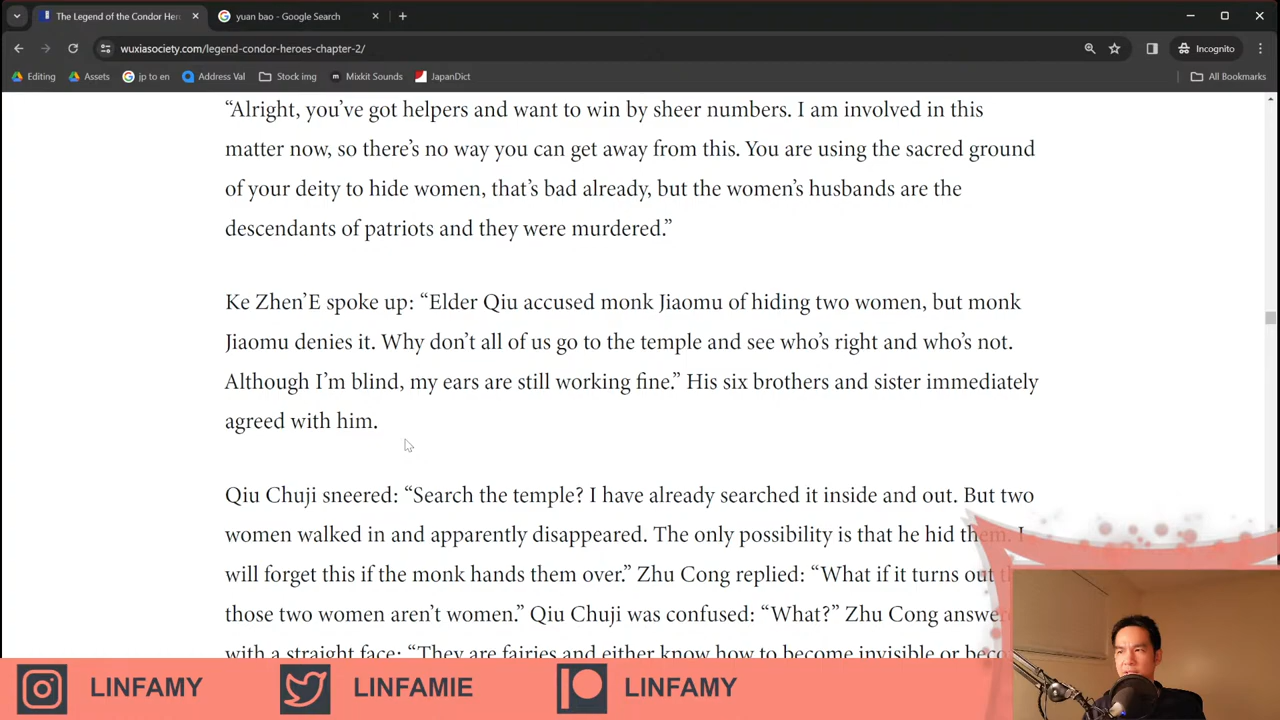 The Legend of the Condor Her
yuan bao - Google Search
wuxiasociety.com/legend-condor-heroes-chapter-2/
Incognito
Editing
Assets
jp to en
Address Val
Stock img
Mixkit Sounds
JapanDict
All Bookmarks
“Alright, you’ve got helpers and want to win by sheer numbers. I am involved in this
matter now, so there’s no way you can get away from this. You are using the sacred ground
of your deity to hide women, that’s bad already, but the women’s husbands are the
descendants of patriots and they were murdered.”
Ke Zhen’E spoke up: “Elder Qiu accused monk Jiaomu of hiding two women, but monk
Jiaomu denies it. Why don’t all of us go to the temple and see who’s right and who’s not.
Although I’m blind, my ears are still working fine.” His six brothers and sister immediately
agreed with him.
Qiu Chuji sneered: “Search the temple? I have already searched it inside and out. But two
women walked in and apparently disappeared. The only possibility is that he hid them. I
will forget this if the monk hands them over.” Zhu Cong replied: “What if it turns out
those two women aren’t women.” Qiu Chuji was confused: “What?” Zhu Cong answe
with a straight face: “They are fairies and either know how to become invisible or
LINFAMY
LINFAMIE
LINFAMY